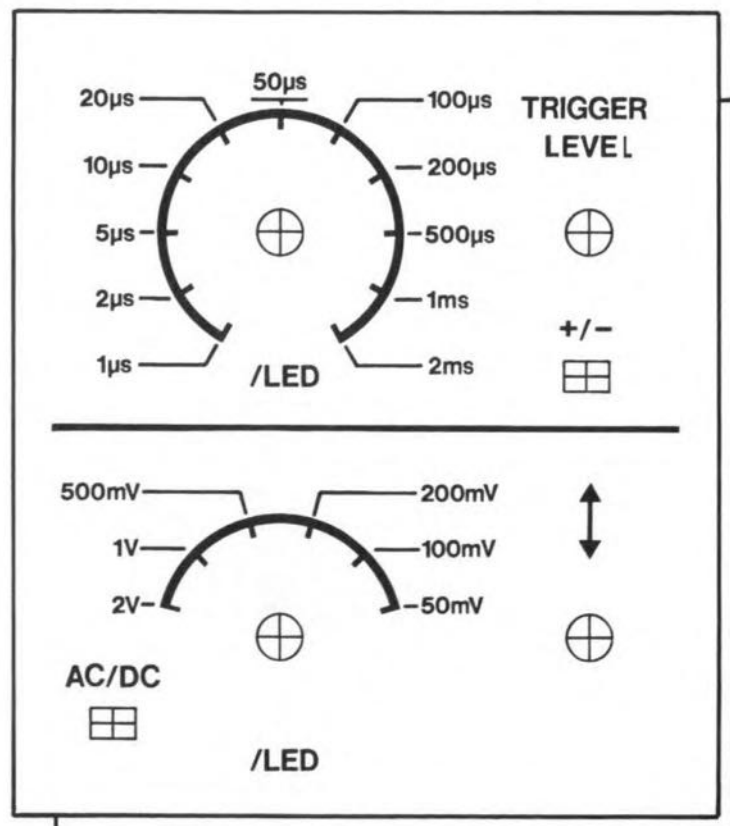 50µs
20µs
100µs
TRIGGER
LEVEL
10µs
200µs
5µs
500µs
2µs
1ms
+/−
1µs
2ms
/LED
500mV
200mV
1V
100mV
2V
50mV
AC/DC
/LED